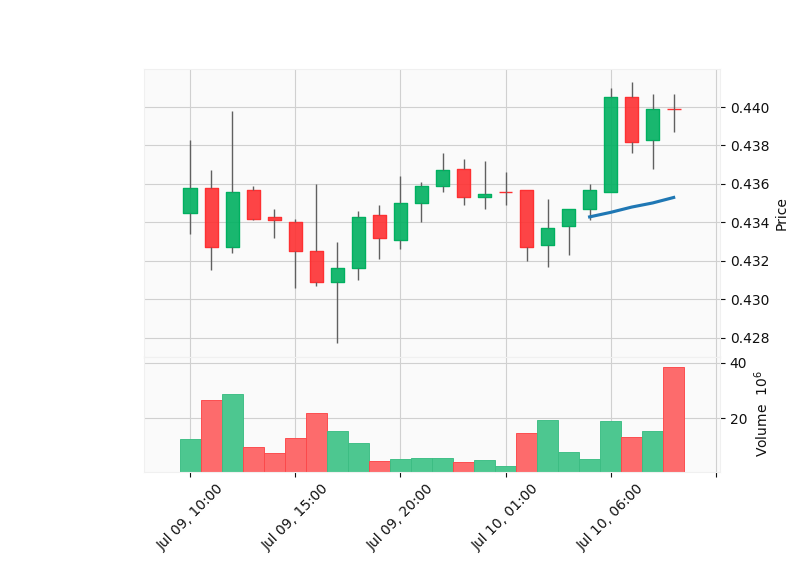 0.440
0.438
0.436
0.434
0.432
0.430
0.428
Price
40
20
Volume 10^6
Jul 09, 10:00
Jul 09, 15:00
Jul 09, 20:00
Jul 10, 01:00
Jul 10, 06:00